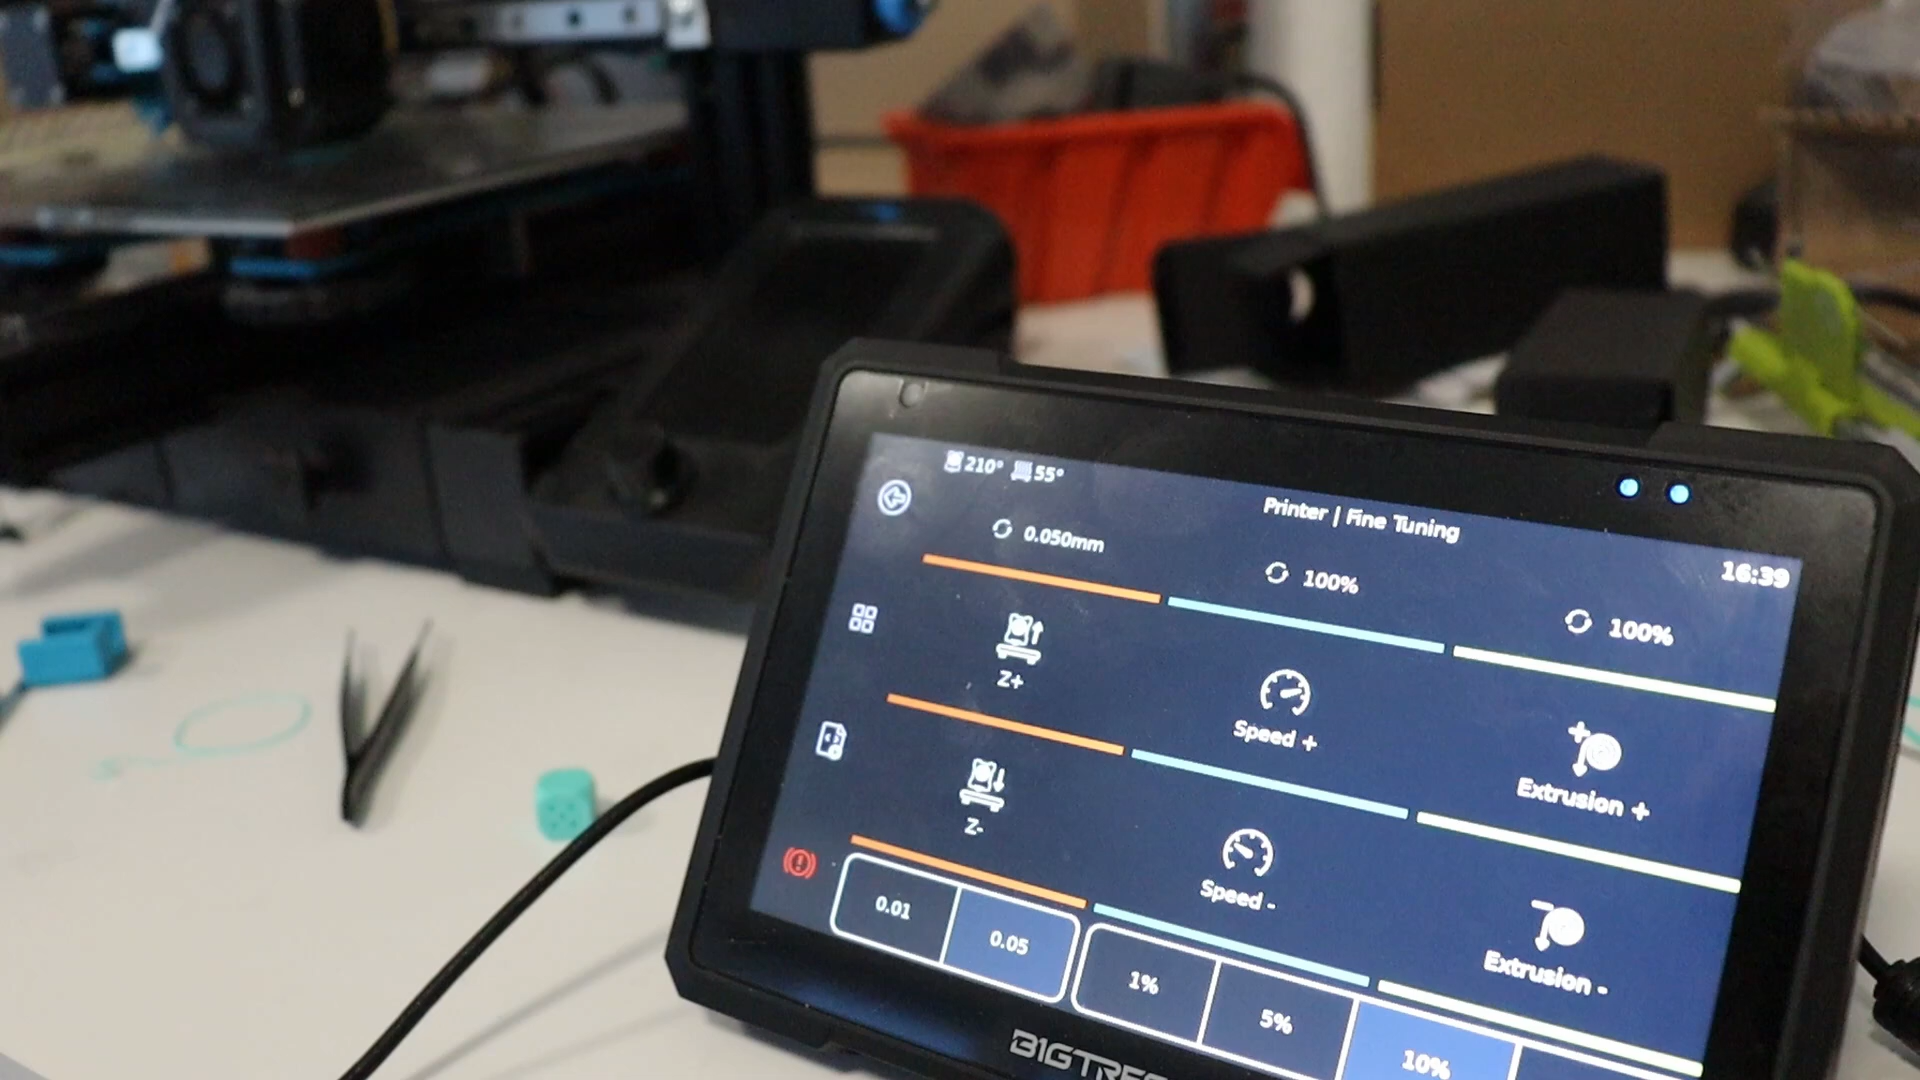 210° 55°
Printer | Fine Tuning
16:39
0.050mm
100%
100%
Z+
Speed +
Extrusion +
Z-
Speed -
Extrusion -
0.01
0.05
1%
5%
10%